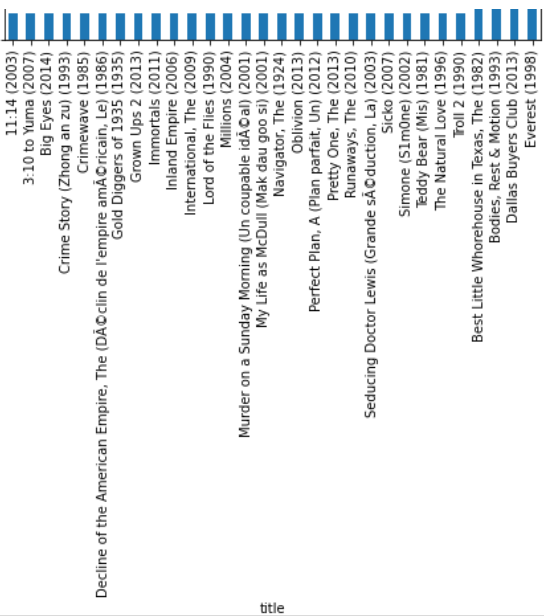 11:14 (2003)
3:10 to Yuma (2007)
Big Eyes (2014)
Crime Story (Zhong an zu) (1993)
Crimewave (1985)
Decline of the American Empire, The (DÃ©clin de l'empire amÃ©ricain, Le) (1986)
Gold Diggers of 1935 (1935)
Grown Ups 2 (2013)
Immortals (2011)
Inland Empire (2006)
International, The (2009)
Lord of the Flies (1990)
Millions (2004)
Murder on a Sunday Morning (Un coupable idÃ©al) (2001)
My Life as McDull (Mak dau goo si) (2001)
Navigator, The (1924)
Oblivion (2013)
Perfect Plan, A (Plan parfait, Un) (2012)
Pretty One, The (2013)
Runaways, The (2010)
Seducing Doctor Lewis (Grande sÃ©duction, La) (2003)
Sicko (2007)
Simone (S1m0ne) (2002)
Teddy Bear (Mis) (1981)
The Natural Love (1996)
Troll 2 (1990)
Best Little Whorehouse in Texas, The (1982)
Bodies, Rest & Motion (1993)
Dallas Buyers Club (2013)
Everest (1998)
title